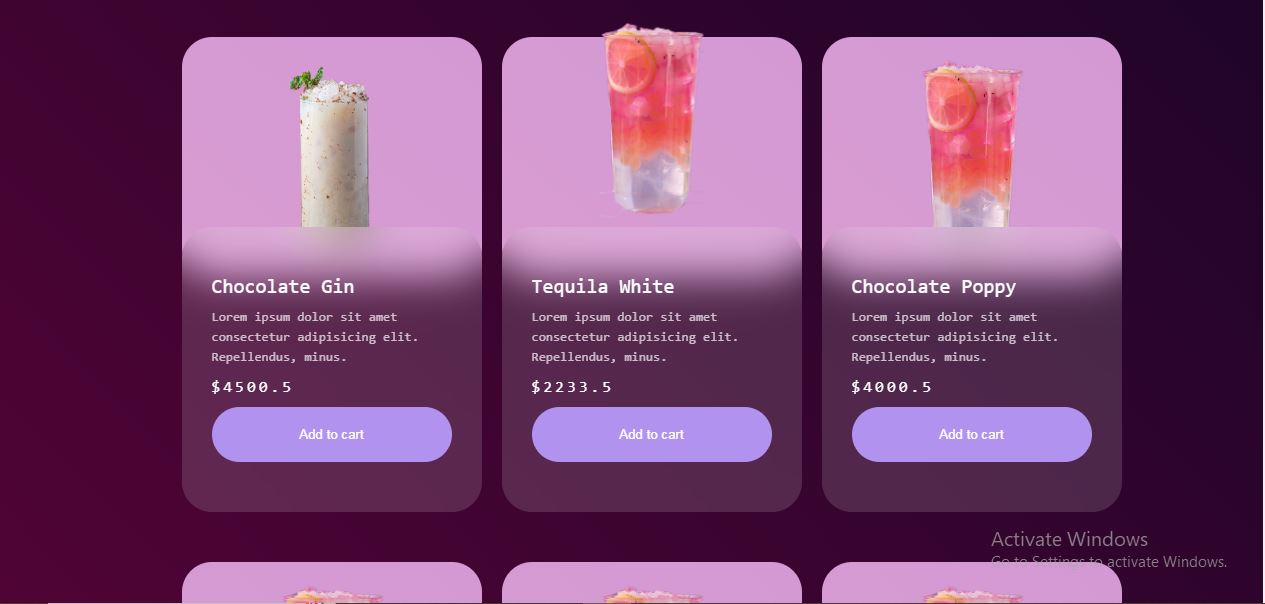 Chocolate Gin
Lorem ipsum dolor sit amet
consectetur adipisicing elit.
Repellendus, minus.
$4500.5
Add to cart
Tequila White
Lorem ipsum dolor sit amet
consectetur adipisicing elit.
Repellendus, minus.
$2233.5
Add to cart
Chocolate Poppy
Lorem ipsum dolor sit amet
consectetur adipisicing elit.
Repellendus, minus.
$4000.5
Add to cart
Activate Windows
Go to Settings to activate Windows.